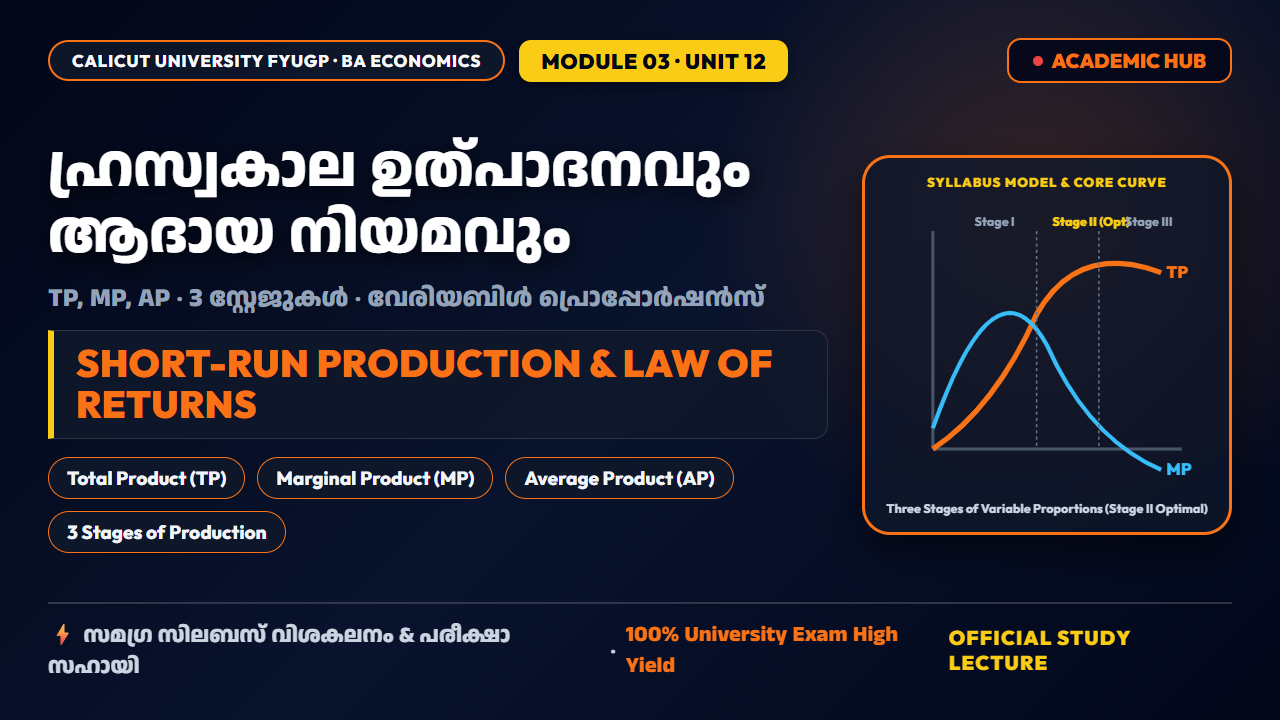 CALICUT UNIVERSITY FYUGP · BA ECONOMICS
MODULE 03 · UNIT 12
ACADEMIC HUB
ഹ്രസ്വകാല ഉത്പാദനവും
ആദായ നിയമവും
TP, MP, AP · 3 സ്റ്റേജുകൾ · വേരിയബിൾ പ്രൊപ്പോർഷൻസ്
SHORT-RUN PRODUCTION & LAW OF
RETURNS
Total Product (TP)
Marginal Product (MP)
Average Product (AP)
3 Stages of Production
SYLLABUS MODEL & CORE CURVE
Stage I
Stage II (Opt)
Stage III
TP
MP
Three Stages of Variable Proportions (Stage II Optimal)
⚡ സമഗ്ര സിലബസ് വിശകലനം & പരീക്ഷാ
സഹായി
· 100% University Exam High
Yield
OFFICIAL STUDY
LECTURE